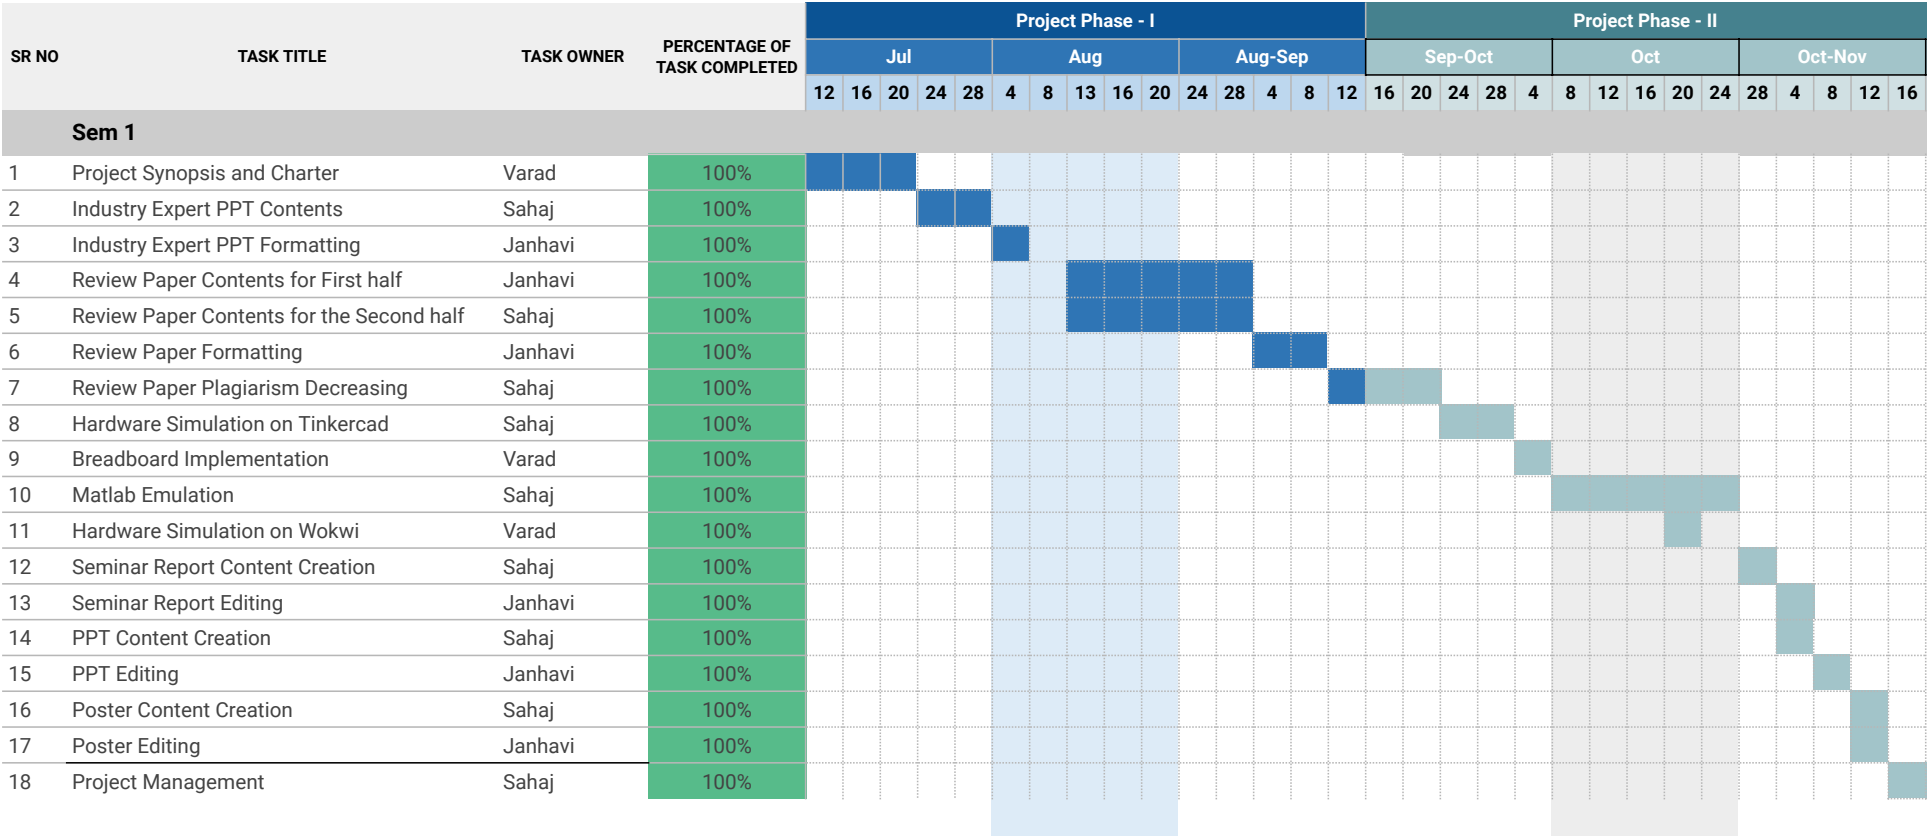 Project Phase - I Project Phase - II
SR NO TASK TITLE TASK OWNER PERCENTAGE OF TASK COMPLETED Jul Aug Aug-Sep Sep-Oct Oct Oct-Nov
12 16 20 24 28 4 8 13 16 20 24 28 4 8 12 16 20 24 28 4 8 12 16 20 24 28 4 8 12 16
Sem 1
1 Project Synopsis and Charter Varad 100%
2 Industry Expert PPT Contents Sahaj 100%
3 Industry Expert PPT Formatting Janhavi 100%
4 Review Paper Contents for First half Janhavi 100%
5 Review Paper Contents for the Second half Sahaj 100%
6 Review Paper Formatting Janhavi 100%
7 Review Paper Plagiarism Decreasing Sahaj 100%
8 Hardware Simulation on Tinkercad Sahaj 100%
9 Breadboard Implementation Varad 100%
10 Matlab Emulation Sahaj 100%
11 Hardware Simulation on Wokwi Varad 100%
12 Seminar Report Content Creation Sahaj 100%
13 Seminar Report Editing Janhavi 100%
14 PPT Content Creation Sahaj 100%
15 PPT Editing Janhavi 100%
16 Poster Content Creation Sahaj 100%
17 Poster Editing Janhavi 100%
18 Project Management Sahaj 100%